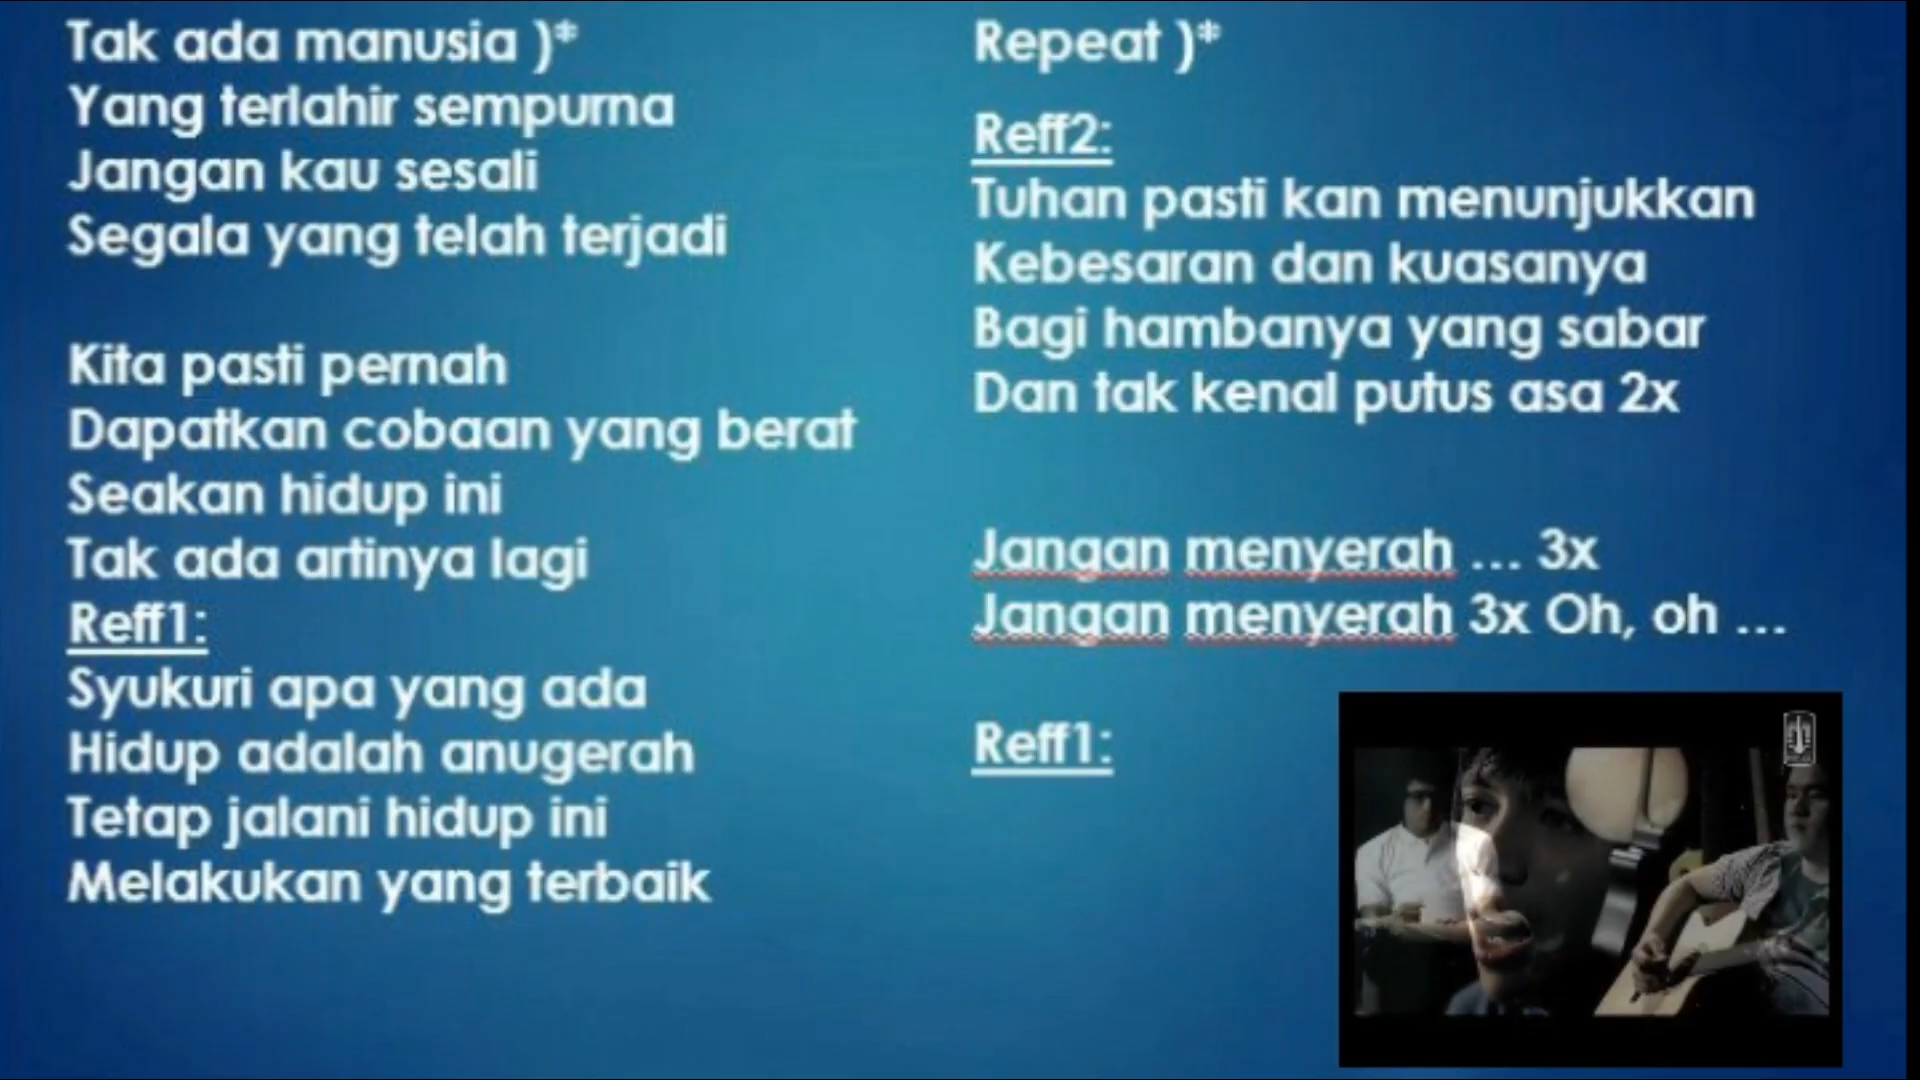 Tak ada manusia )*
Yang terlahir sempurna
Jangan kau sesali
Segala yang telah terjadi
Kita pasti pernah
Dapatkan cobaan yang berat
Seakan hidup ini
Tak ada artinya lagi
Reff1:
Syukuri apa yang ada
Hidup adalah anugerah
Tetap jalani hidup ini
Melakukan yang terbaik
Repeat )*
Reff2:
Tuhan pasti kan menunjukkan
Kebesaran dan kuasanya
Bagi hambanya yang sabar
Dan tak kenal putus asa 2x
Jangan menyerah ... 3x
Jangan menyerah 3x Oh, oh ...
Reff1: